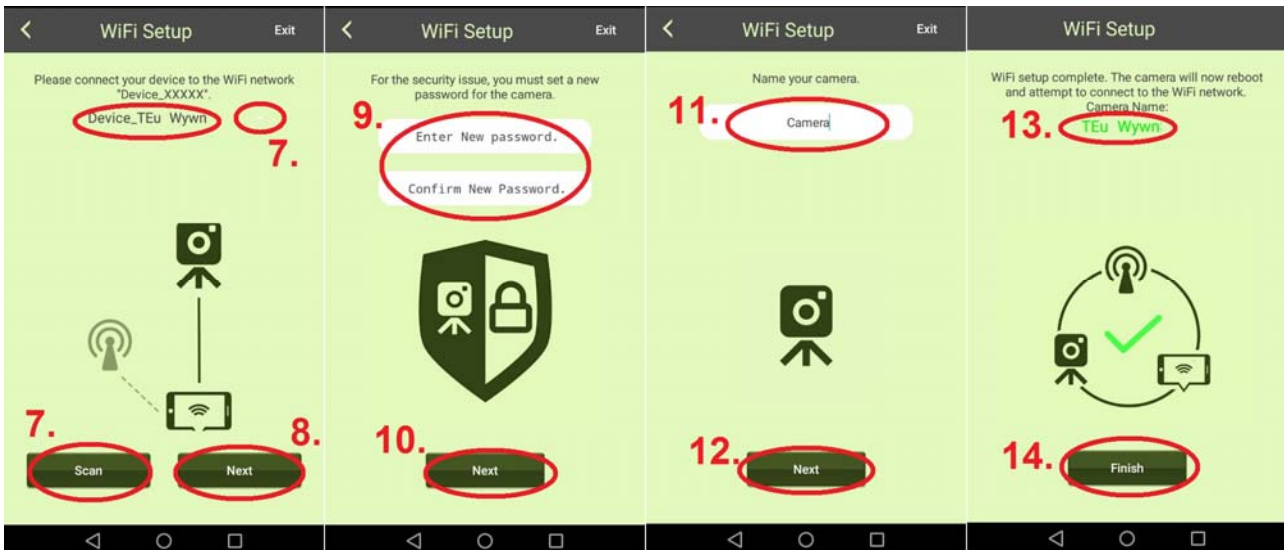 WiFi Setup
Exit
Please connect your device to the WiFi network
"Device_XXXXX".
Device_TEu Wywn
7.
7.
Scan
8.
Next
WiFi Setup
Exit
For the security issue, you must set a new
password for the camera.
9.
Enter New password.
Confirm New Password.
10.
Next
WiFi Setup
Exit
Name your camera.
11.
Camera
12.
Next
WiFi Setup
WiFi setup complete. The camera will now reboot
and attempt to connect to the WiFi network.
Camera Name:
13.
TEu Wywn
14.
Finish